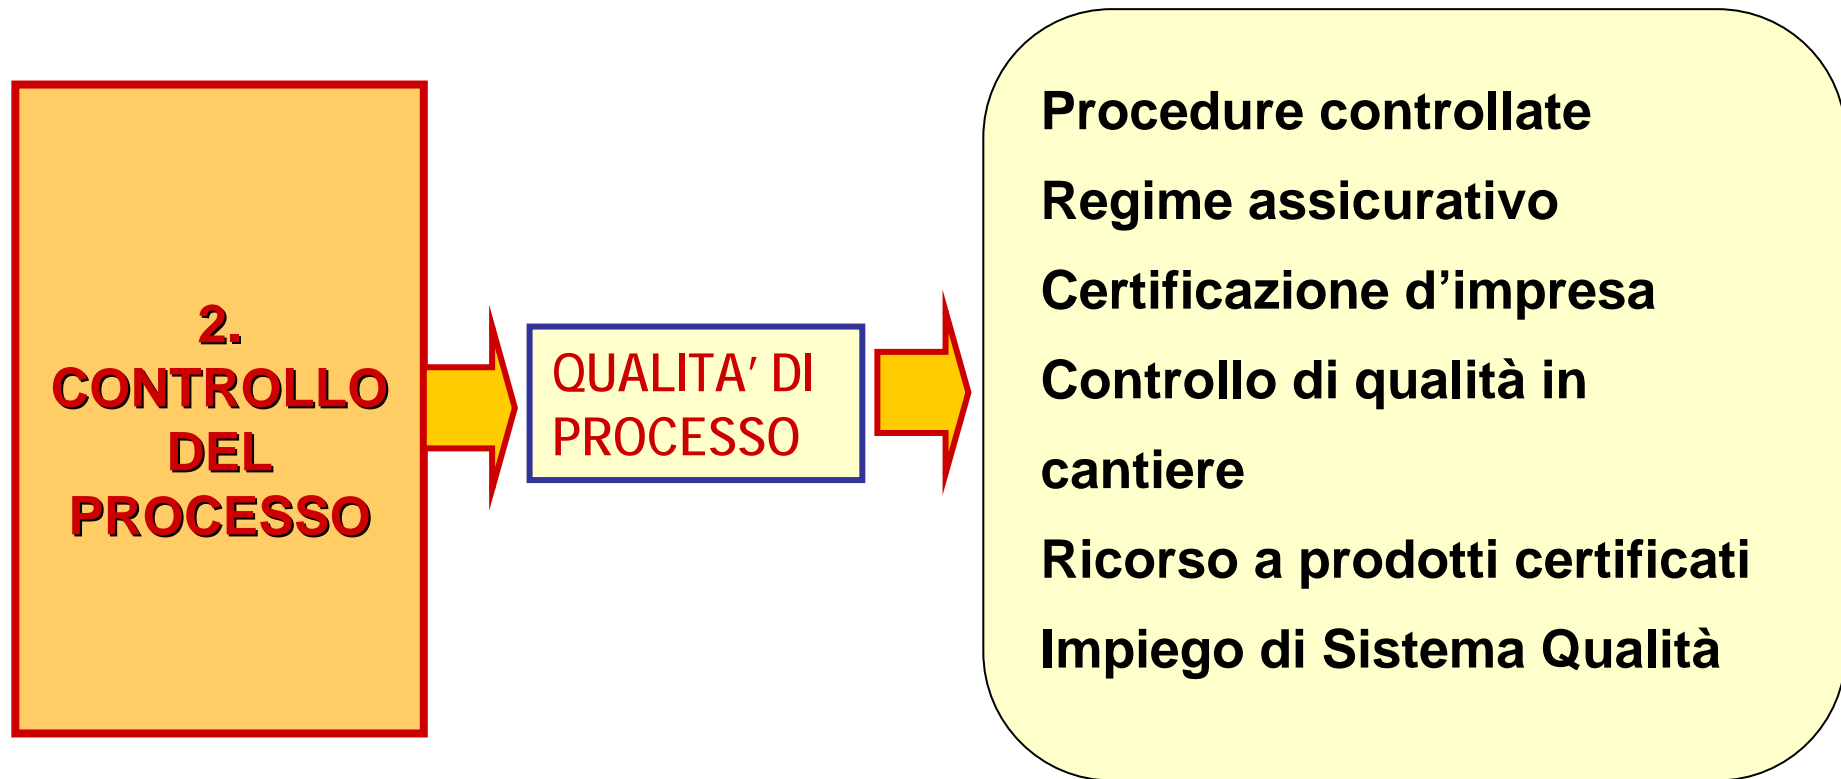 2.
CONTROLLO
DEL
PROCESSO
QUALITA’ DI
PROCESSO
Procedure controllate
Regime assicurativo
Certificazione d’impresa
Controllo di qualità in
cantiere
Ricorso a prodotti certificati
Impiego di Sistema Qualità